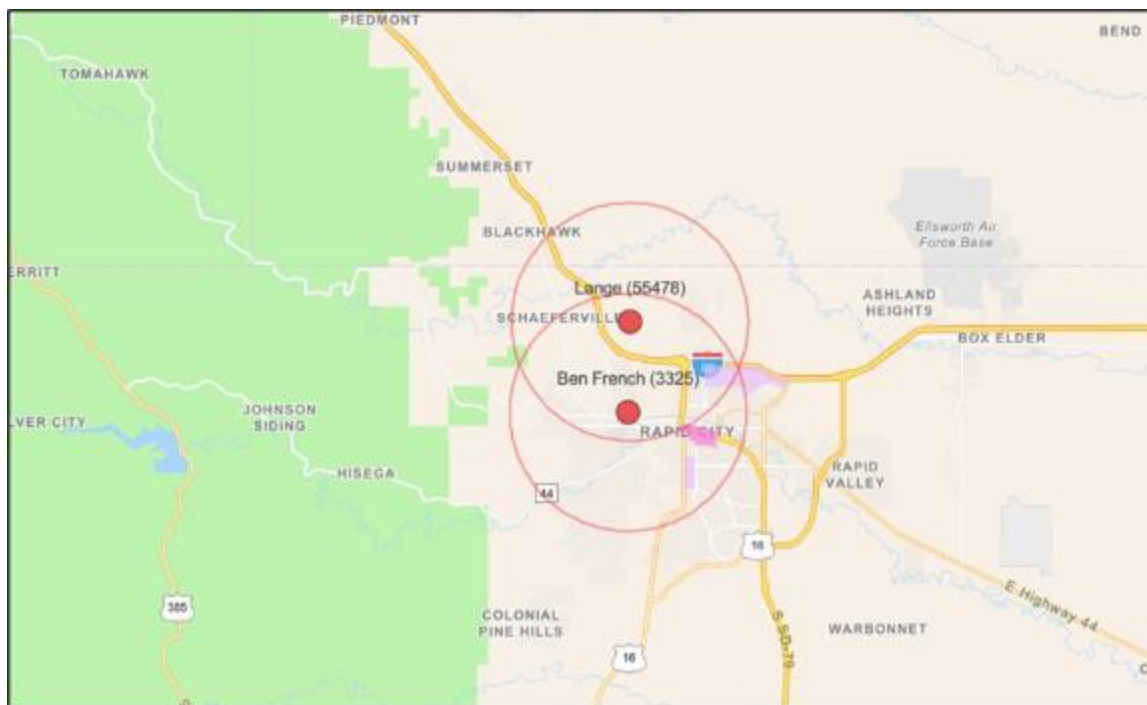 PIEDMONT
BEND
TOMAHAWK
SUMMERSET
BLACKHAWK
Ellsworth Air
Force Base
ERRITT
Lange (55478)
ASHLAND
HEIGHTS
SCHAEFERVILLE
BOX ELDER
Ben French (3325)
JOHNSON
SIDING
LVER CITY
RAPID CITY
HISEGA
RAPID
VALLEY
44
16
E Highway 44
385
COLONIAL
PINE HILLS
S SD-79
WARBONNET
16